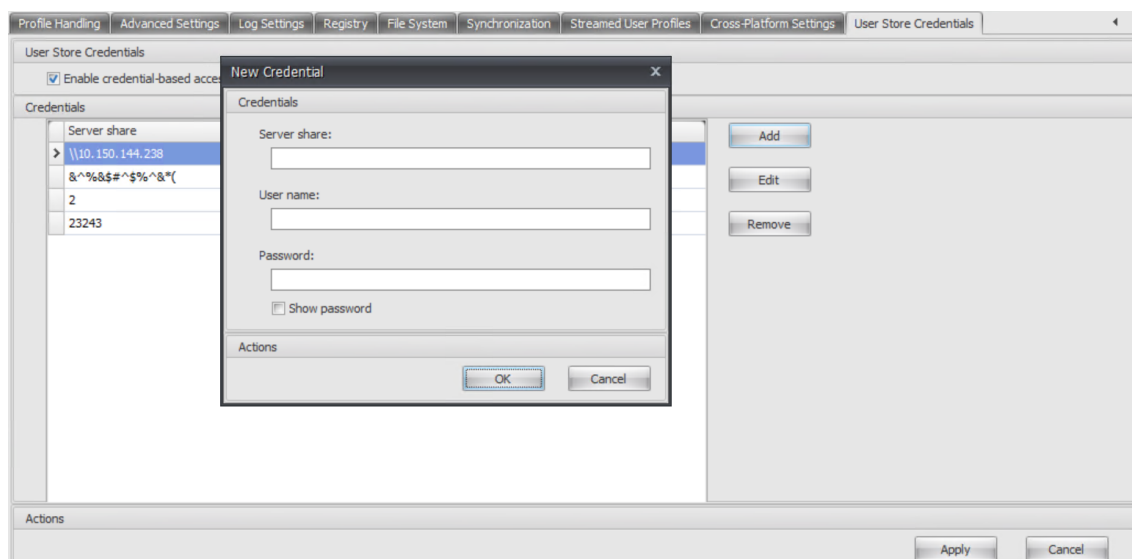 Profile Handling Advanced Settings Log Settings Registry File System Synchronization Streamed User Profiles Cross-Platform Settings User Store Credentials
User Store Credentials
Enable credential-based acce
Credentials
Server share
\\10.150.144.238
&^%&$#^$%^&*(
2
23243
New Credential
Credentials
Server share:
User name:
Password:
Show password
Actions
OK Cancel
Add
Edit
Remove
Actions
Apply Cancel